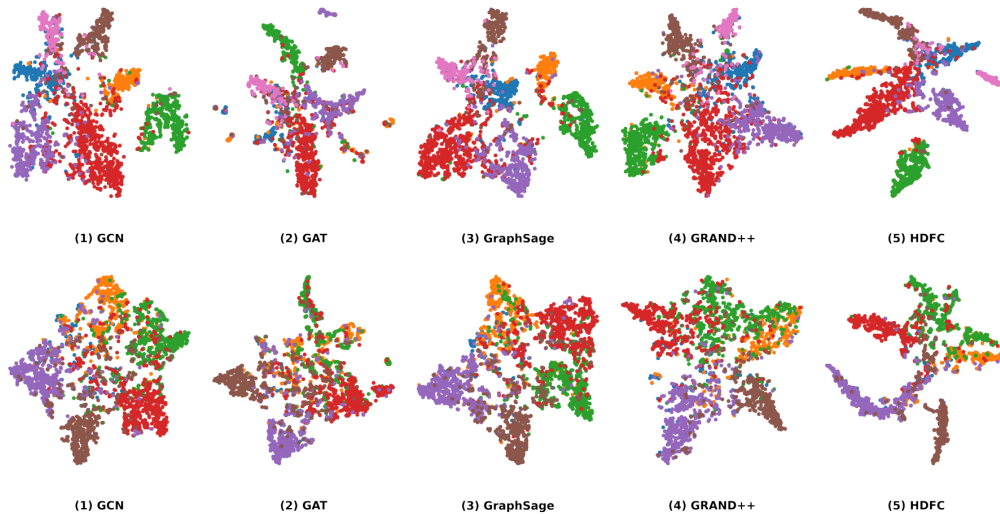 (1) GCN (2) GAT (3) GraphSage (4) GRAND++ (5) HDFC
(1) GCN (2) GAT (3) GraphSage (4) GRAND++ (5) HDFC